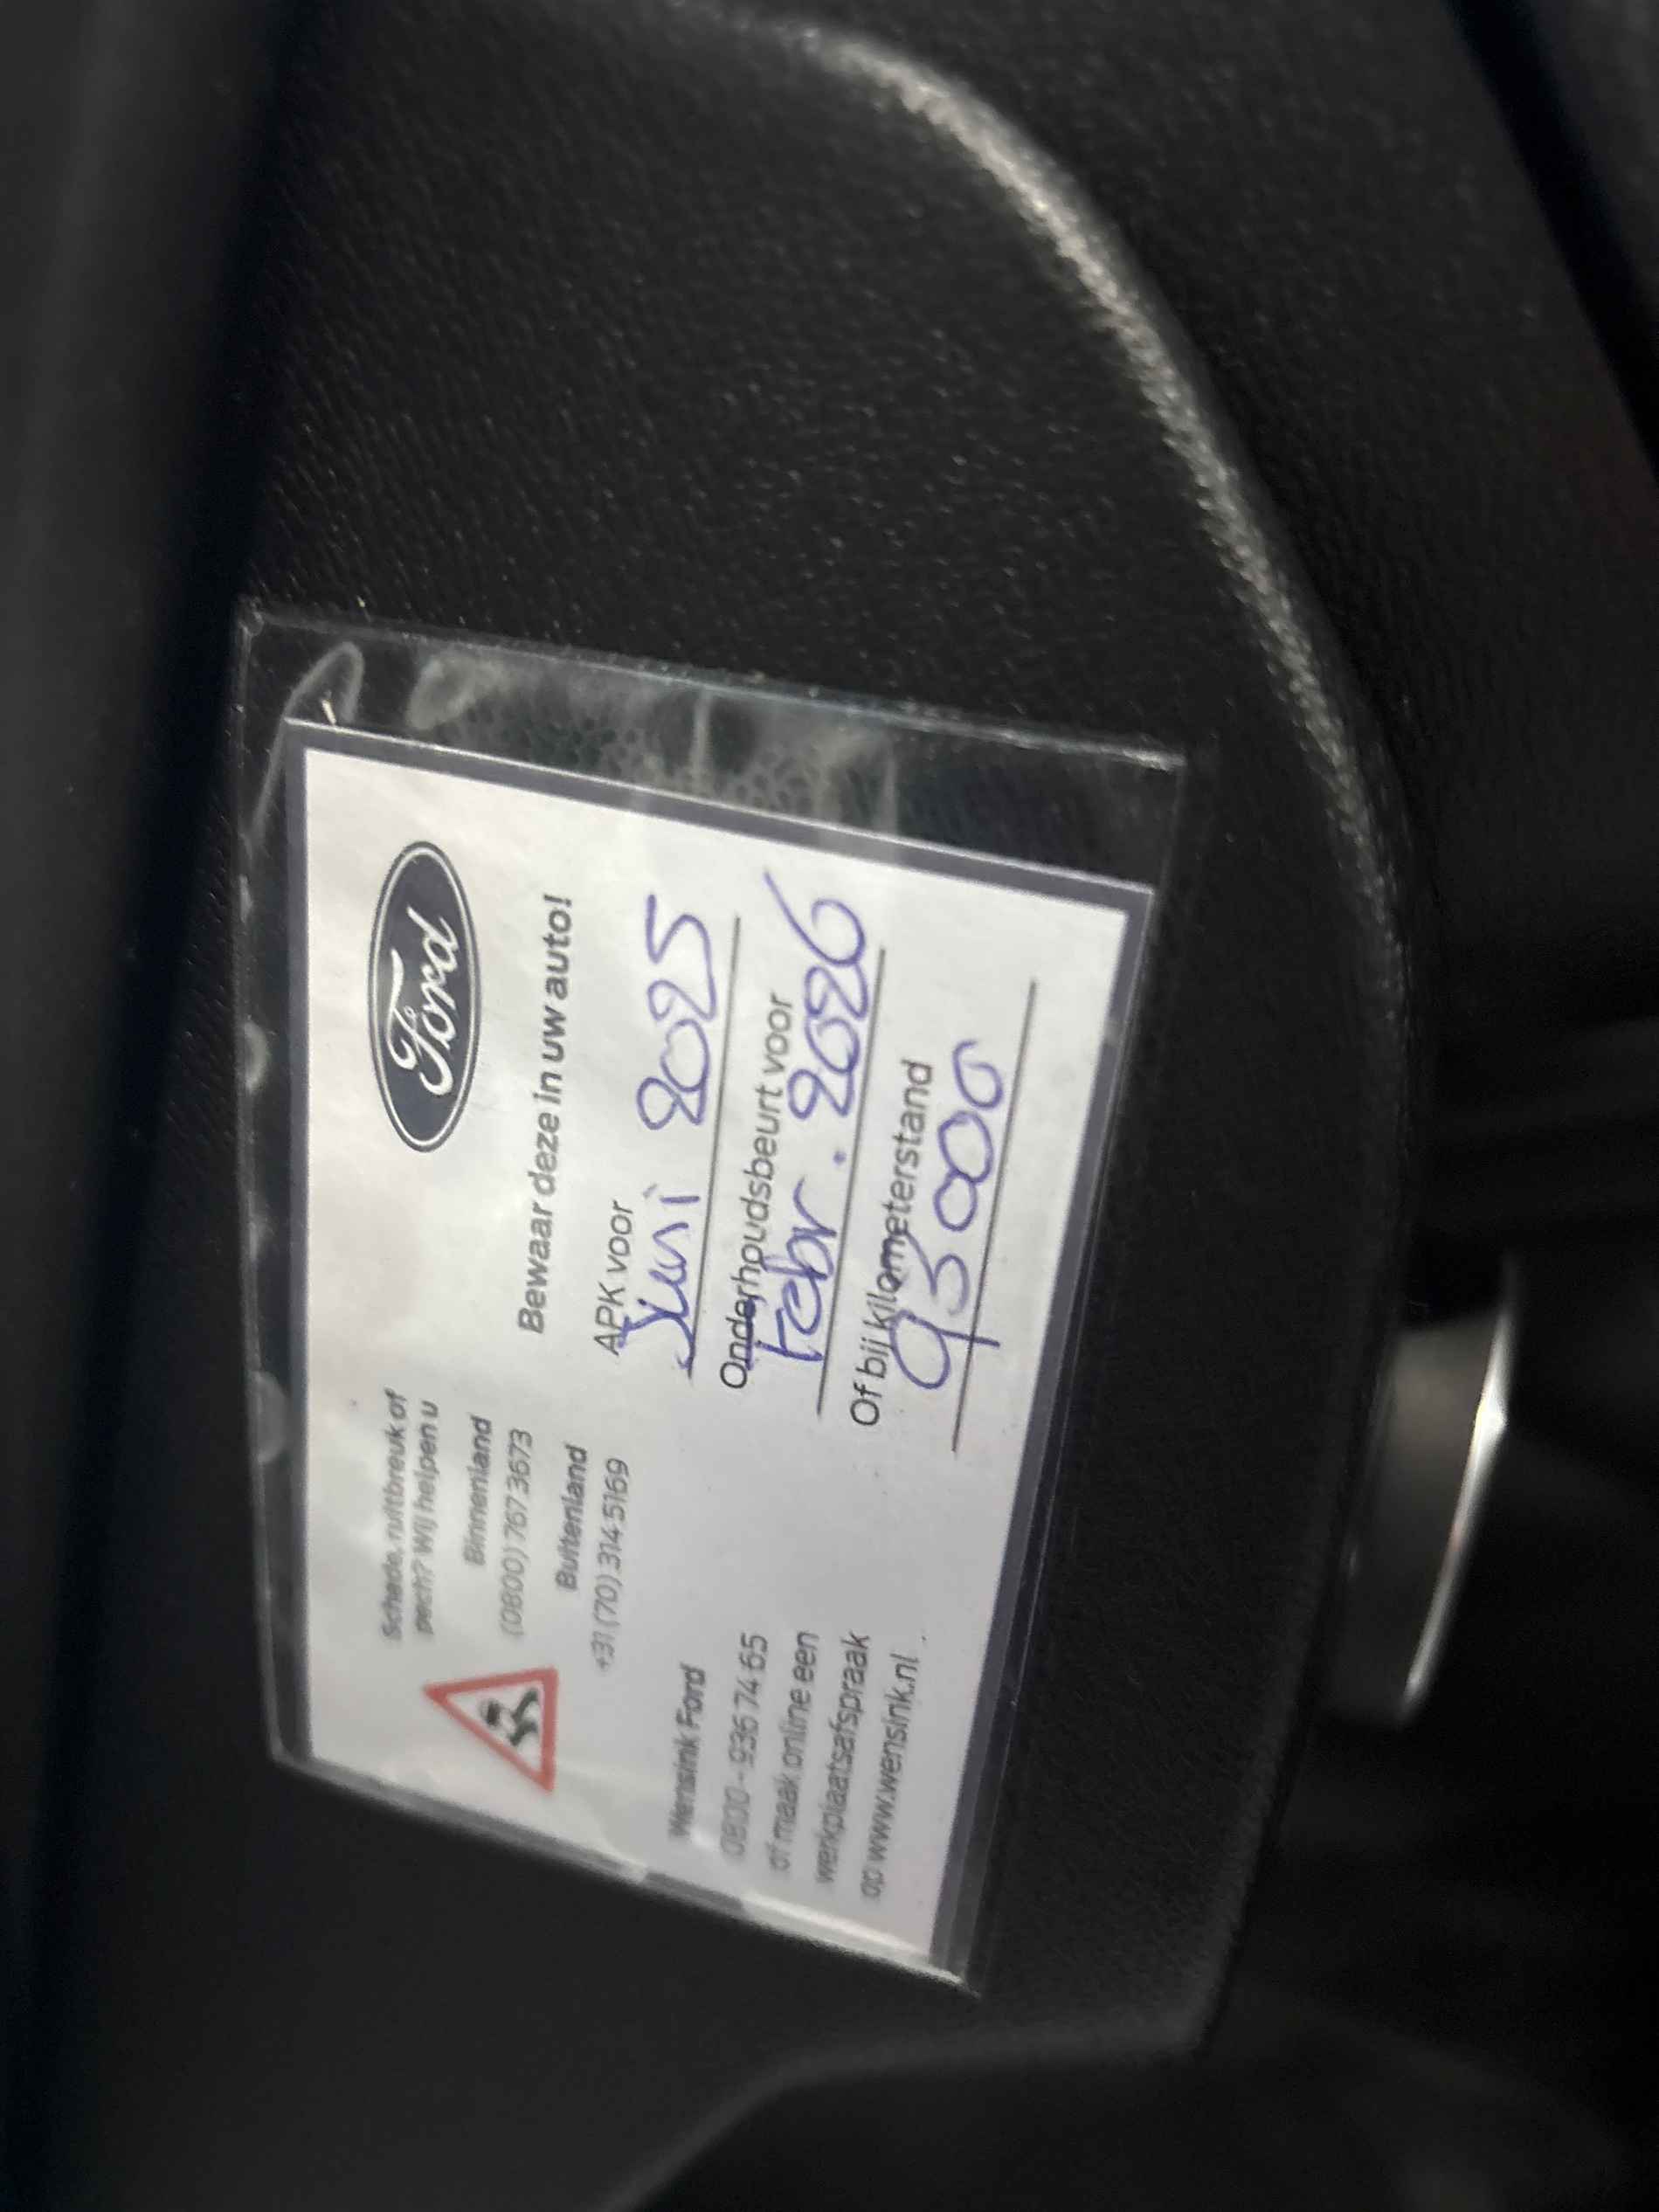 Schade, ruitbreuk of
pech? Wij helpen u
Binnenland
(0800) 767 3673
Buitenland
+31 (70) 314 5169
Wensink Ford
0800 - 936 74 65
of maak online een
werkplaatsafspraak
op www.wensink.nl
Ford
Bewaar deze in uw auto!
APK voor
Juni 2025
Onderhoudsbeurt voor
Febr. 2026
Of bij kilometerstand
93000